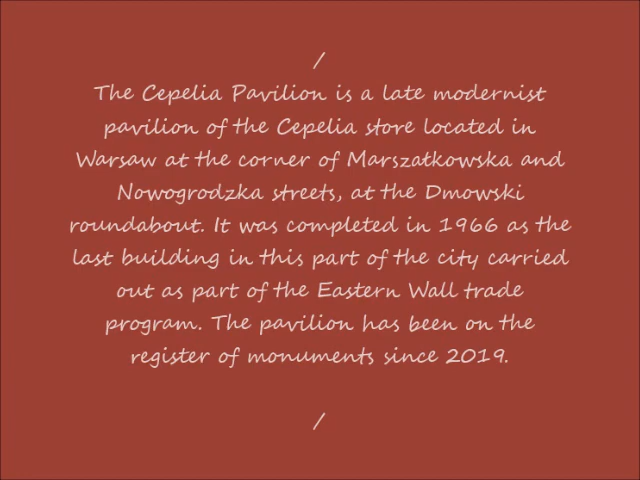 /
The Cepelia Pavilion is a late modernist
pavilion of the Cepelia store located in
Warsaw at the corner of Marszałkowska and
Nowogrodzka streets, at the Dmowski
roundabout. It was completed in 1966 as the
last building in this part of the city carried
out as part of the Eastern Wall trade
program. The pavilion has been on the
register of monuments since 2019.
/